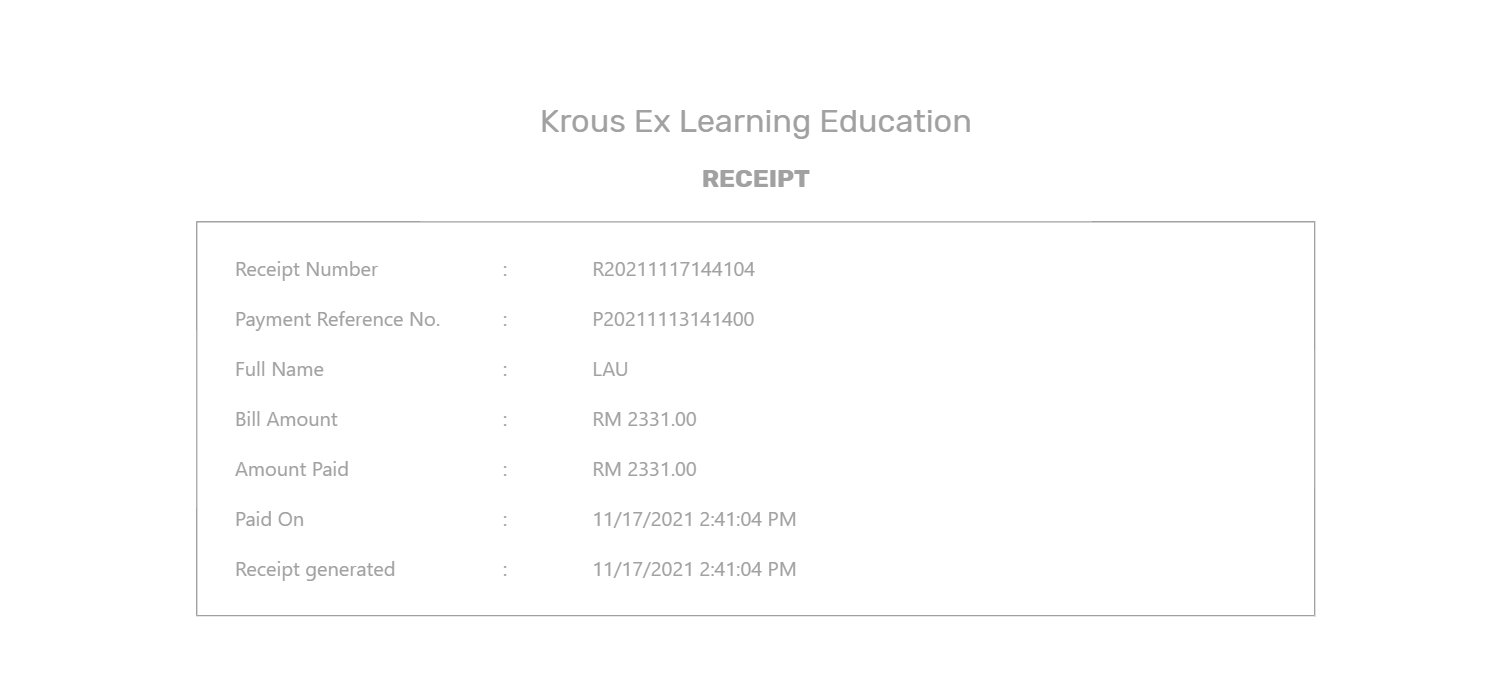 Krous Ex Learning Education
RECEIPT
Receipt Number : R20211117144104
Payment Reference No. : P20211113141400
Full Name : LAU
Bill Amount : RM 2331.00
Amount Paid : RM 2331.00
Paid On : 11/17/2021 2:41:04 PM
Receipt generated : 11/17/2021 2:41:04 PM